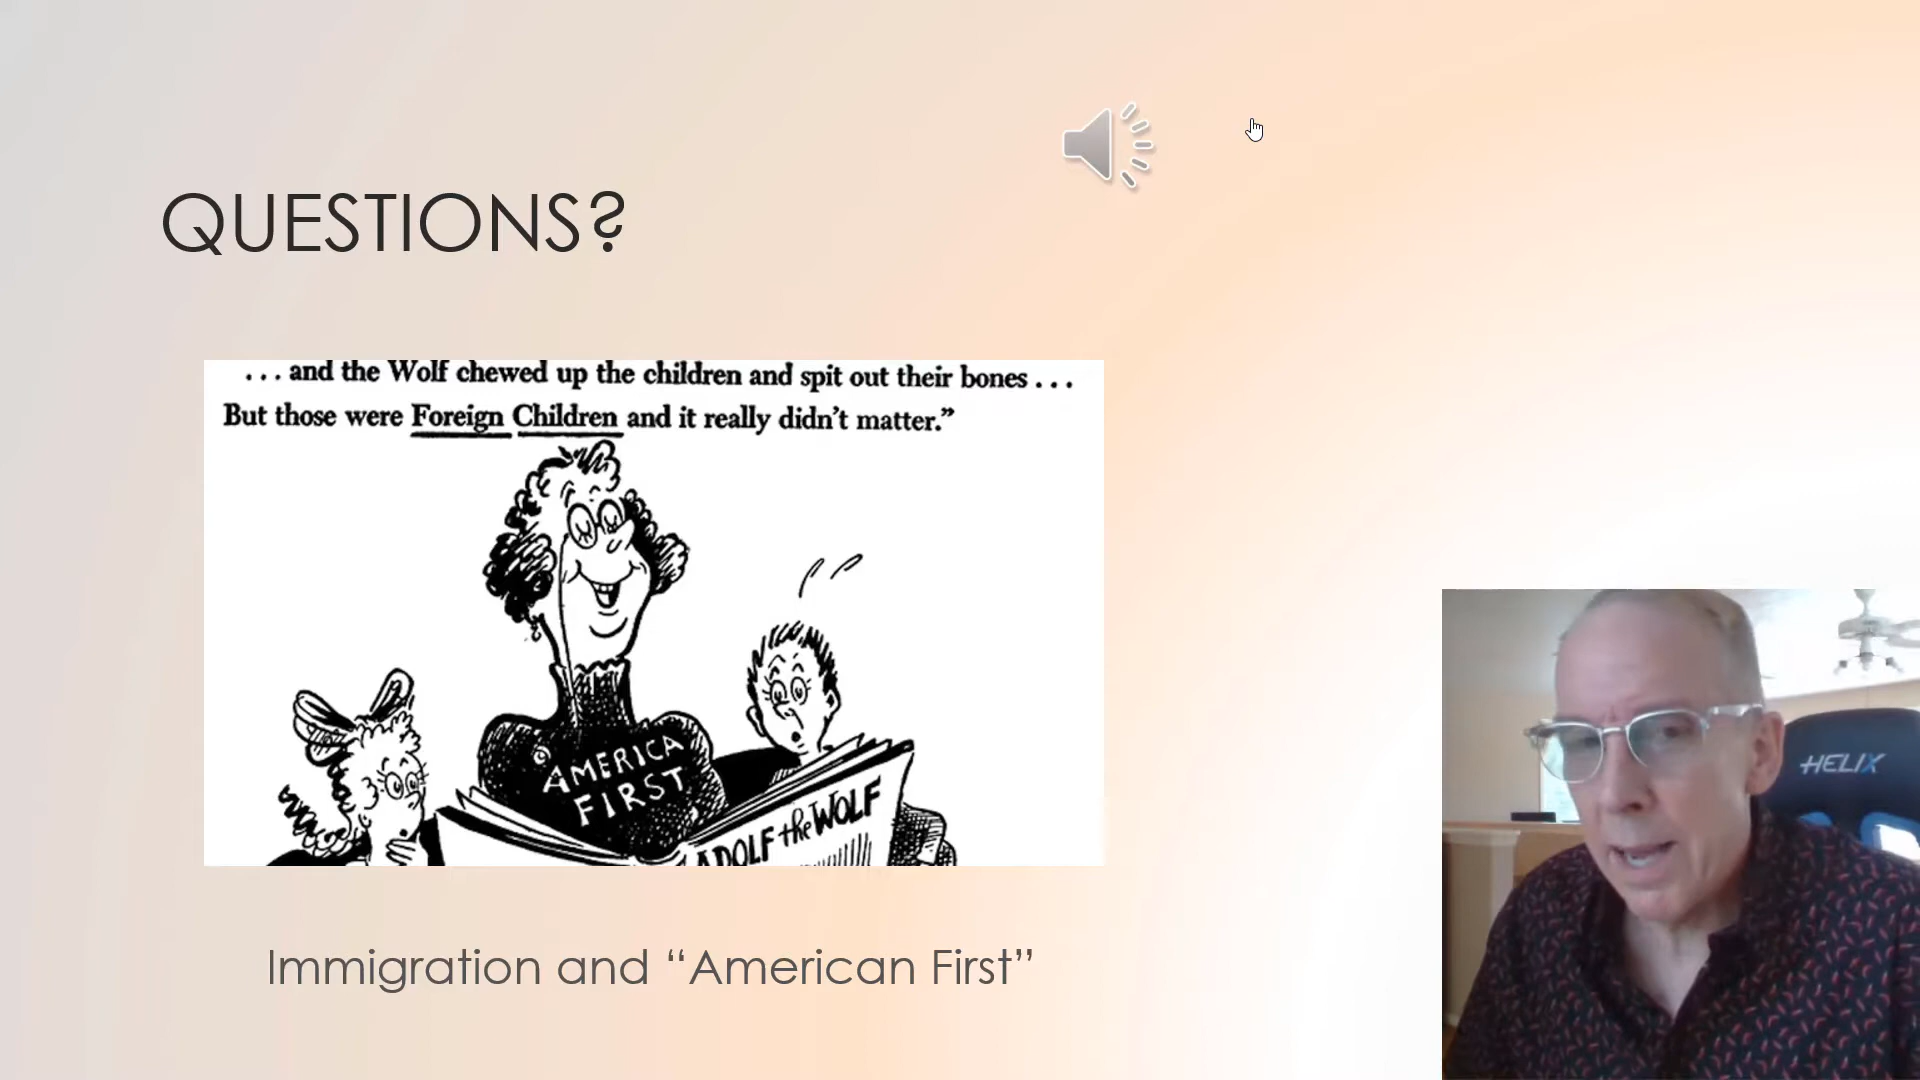 QUESTIONS?
...and the Wolf chewed up the children and spit out their bones...
But those were Foreign Children and it really didn't matter.”
AMERICA
FIRST
ADOLF the WOLF
Immigration and “American First”
HELIX